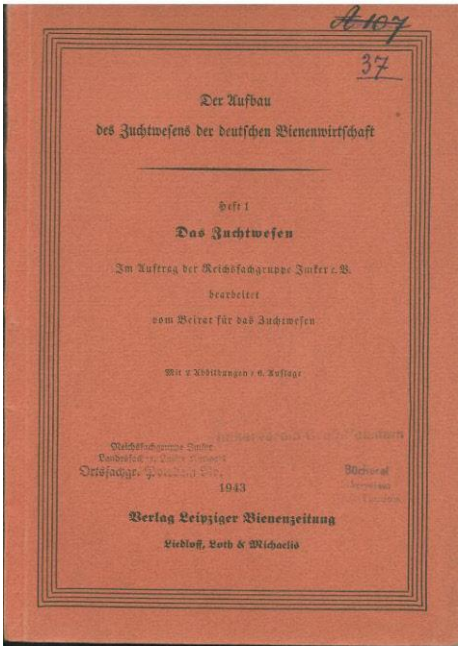 A 107
37
Der Aufbau
des Zuchtwesens der deutschen Bienenwirtschaft
Heft 1
Das Zuchtwesen
Im Auftrag der Reichsfachgruppe Imker e. V.
bearbeitet
vom Beirat für das Zuchtwesen
Mit 2 Abbildungen / 6. Auflage
Reichsfachgruppe Imker
Ortsfachgr.
Bücherei
1943
Verlag Leipziger Bienenzeitung
Liedloff, Loth & Michaelis